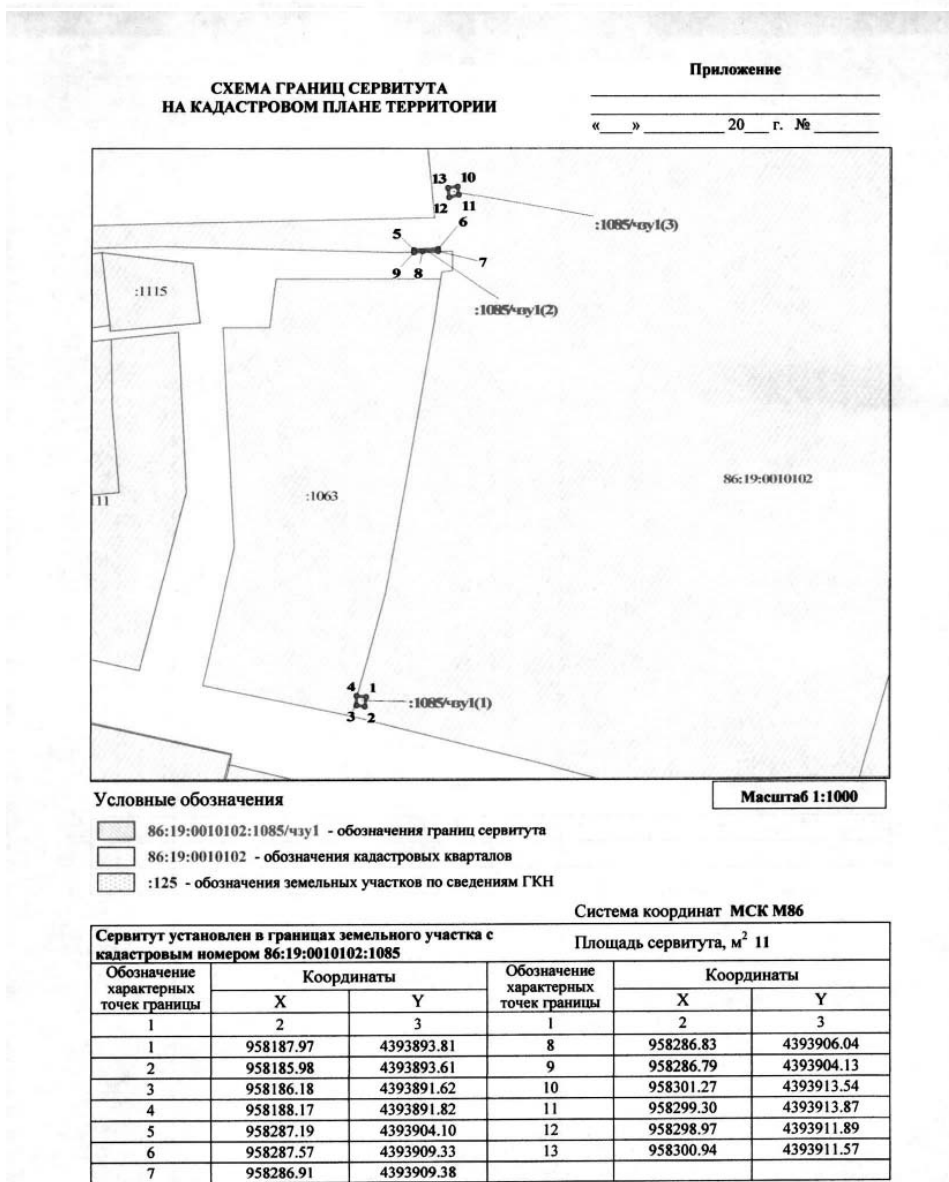 Приложение
СХЕМА ГРАНИЦ СЕРВИТУТА
НА КАДАСТРОВОМ ПЛАНЕ ТЕРРИТОРИИ
«___» _________ 20___ г. № _______
13 10
12 11
:1085/чзу1(3)
5 6
9 8 7
:1115
:1085/чзу1(2)
86:19:0010102
:1063
:11
4 1
:1085/чзу1(1)
3 2
Условные обозначения
Масштаб 1:1000
86:19:0010102:1085/чзу1 - обозначения границ сервитута
86:19:0010102 - обозначения кадастровых кварталов
:125 - обозначения земельных участков по сведениям ГКН
Система координат МСК М86
Сервитут установлен в границах земельного участка с
кадастровым номером 86:19:0010102:1085
Площадь сервитута, м² 11
Обозначение
характерных
точек границы
Координаты
Обозначение
характерных
точек границы
Координаты
X Y X Y
1 2 3 1 2 3
1 958187.97 4393893.81 8 958286.83 4393906.04
2 958185.98 4393893.61 9 958286.79 4393904.13
3 958186.18 4393891.62 10 958301.27 4393913.54
4 958188.17 4393891.82 11 958299.30 4393913.87
5 958287.19 4393904.10 12 958298.97 4393911.89
6 958287.57 4393909.33 13 958300.94 4393911.57
7 958286.91 4393909.38